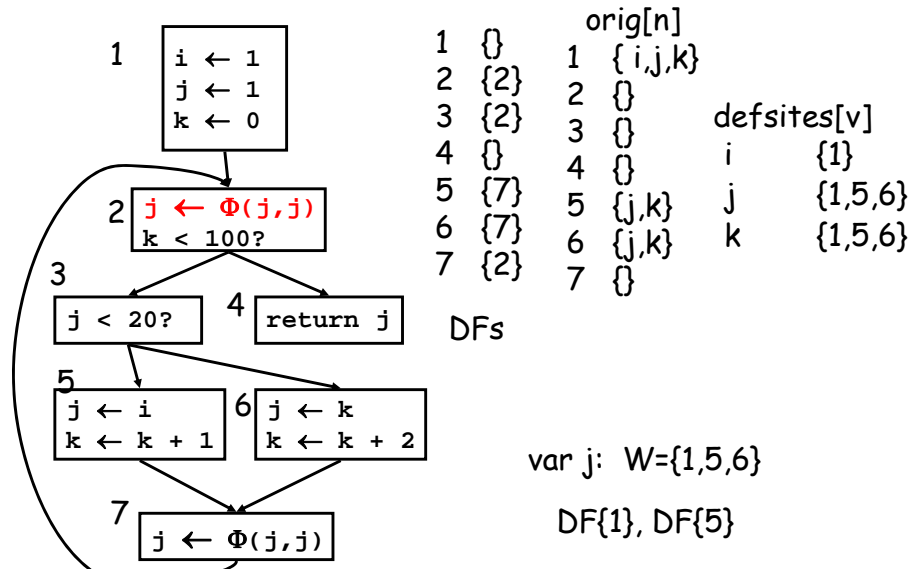 1
i ← 1
j ← 1
k ← 0
2
j ← Φ(j,j)
k < 100?
3
j < 20?
4
return j
5
j ← i
k ← k + 1
6
j ← k
k ← k + 2
7
j ← Φ(j,j)
1 {}
2 {2}
3 {2}
4 {}
5 {7}
6 {7}
7 {2}
DFs
orig[n]
1 { i,j,k}
2 {}
3 {}
4 {}
5 {j,k}
6 {j,k}
7 {}
defsites[v]
i {1}
j {1,5,6}
k {1,5,6}
var j: W={1,5,6}
DF{1}, DF{5}